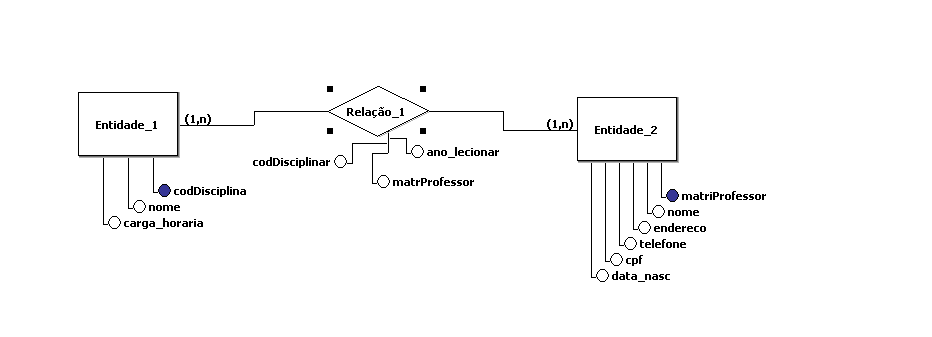 Entidade_1
(1,n)
Relação_1
(1,n)
Entidade_2
codDisciplinar
ano_lecionar
matrProfessor
codDisciplina
nome
carga_horaria
matriProfessor
nome
endereco
telefone
cpf
data_nasc